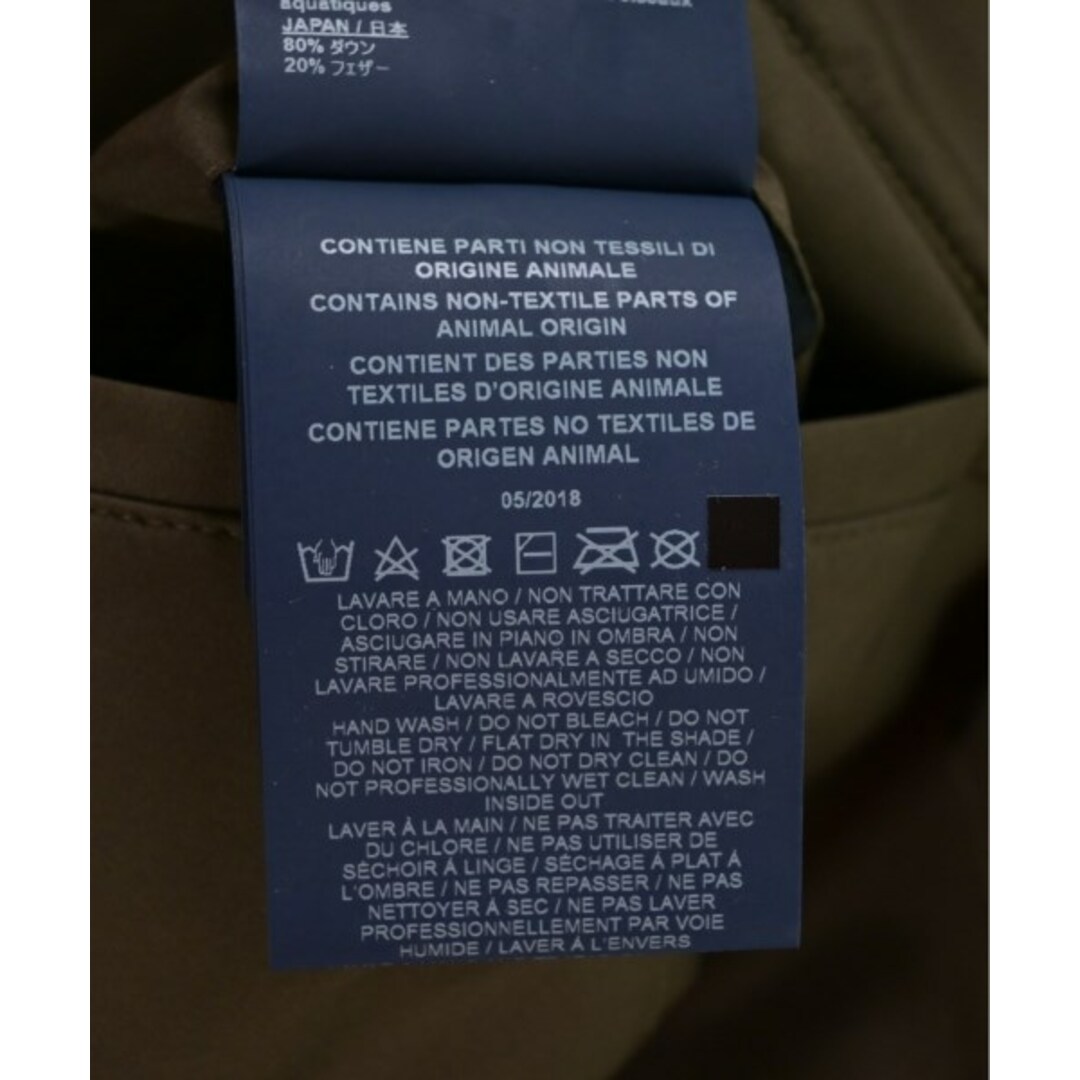 aquatiques
JAPAN / 日本
80% ダウン
20% フェザー
CONTIENE PARTI NON TESSILI DI
ORIGINE ANIMALE
CONTAINS NON-TEXTILE PARTS OF
ANIMAL ORIGIN
CONTIENT DES PARTIES NON
TEXTILES D'ORIGINE ANIMALE
CONTIENE PARTES NO TEXTILES DE
ORIGEN ANIMAL
05/2018
LAVARE A MANO / NON TRATTARE CON
CLORO / NON USARE ASCIUGATRICE /
ASCIUGARE IN PIANO IN OMBRA / NON
STIRARE / NON LAVARE A SECCO / NON
LAVARE PROFESSIONALMENTE AD UMIDO /
LAVARE A ROVESCIO
HAND WASH / DO NOT BLEACH / DO NOT
TUMBLE DRY / FLAT DRY IN THE SHADE /
DO NOT IRON / DO NOT DRY CLEAN / DO
NOT PROFESSIONALLY WET CLEAN / WASH
INSIDE OUT
LAVER À LA MAIN / NE PAS TRAITER AVEC
DU CHLORE / NE PAS UTILISER DE
SÉCHOIR À LINGE / SÉCHAGE À PLAT À
L'OMBRE / NE PAS REPASSER / NE PAS
NETTOYER À SEC / NE PAS LAVER
PROFESSIONNELLEMENT PAR VOIE
HUMIDE / LAVER À L'ENVERS